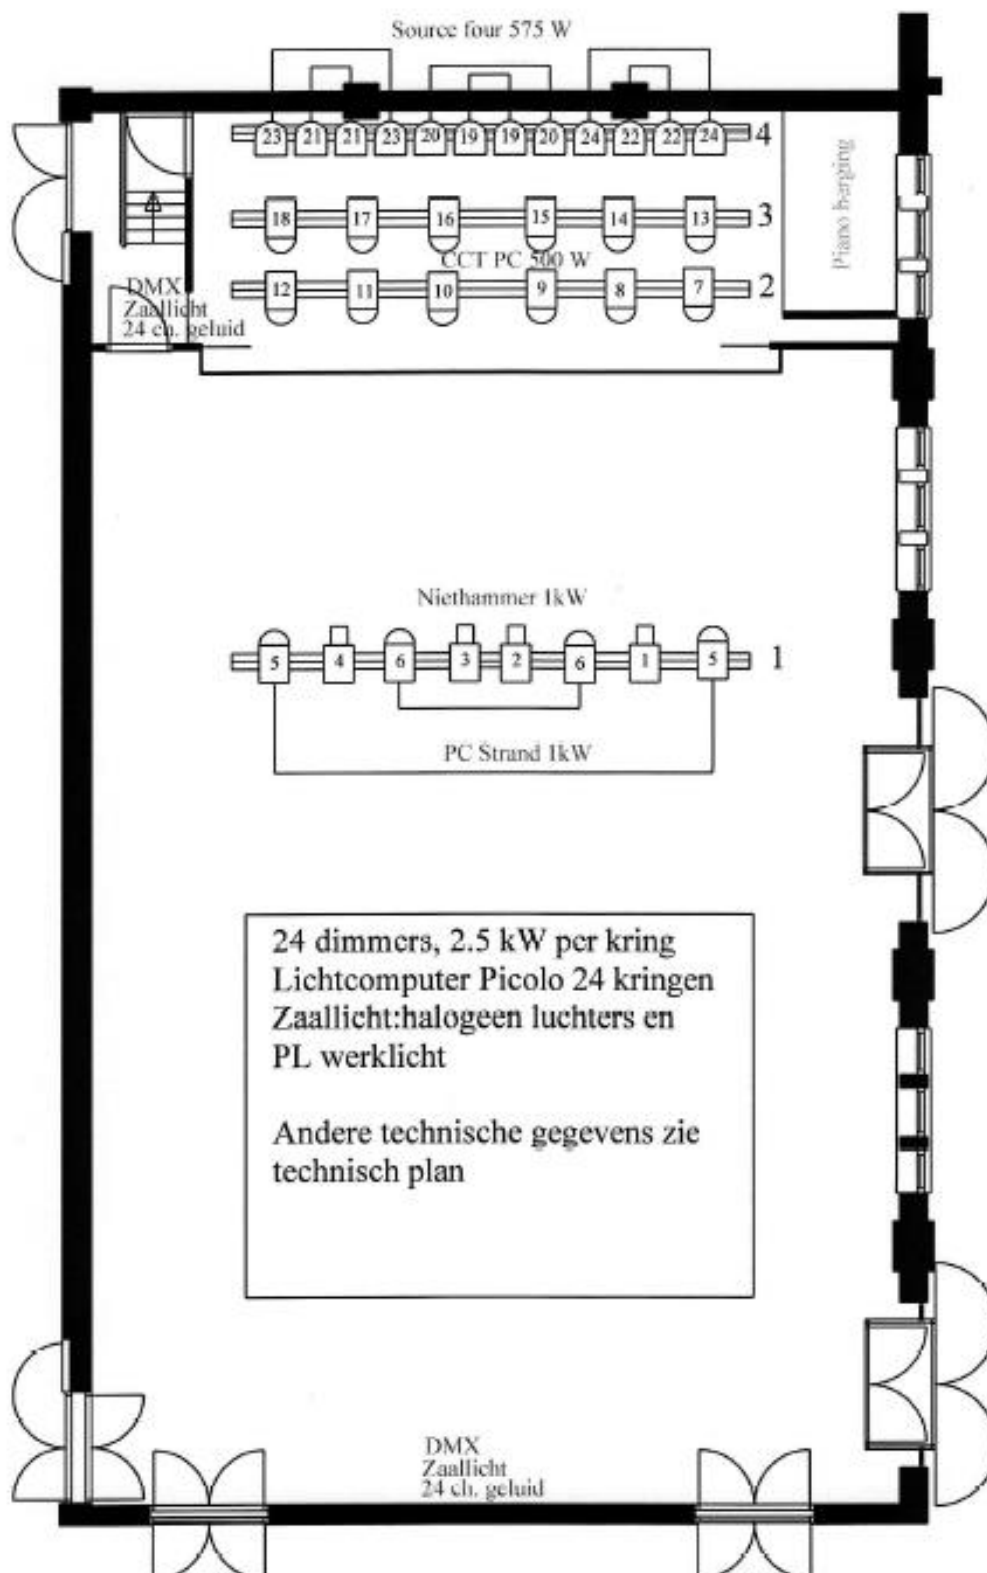 Source four 575 W
23 21 21 23 20 19 19 20 24 22 22 24 4
18 17 16 15 14 13 3
Piano berging
CCT PC 500 W
12 11 10 9 8 7 2
DMX
Zaallicht
24 ch. geluid
Niethammer 1kW
5 4 6 3 2 6 1 5 1
PC Strand 1kW
24 dimmers, 2.5 kW per kring
Lichtcomputer Picolo 24 kringen
Zaallicht:halogeen luchters en
PL werklicht
Andere technische gegevens zie
technisch plan
DMX
Zaallicht
24 ch. geluid